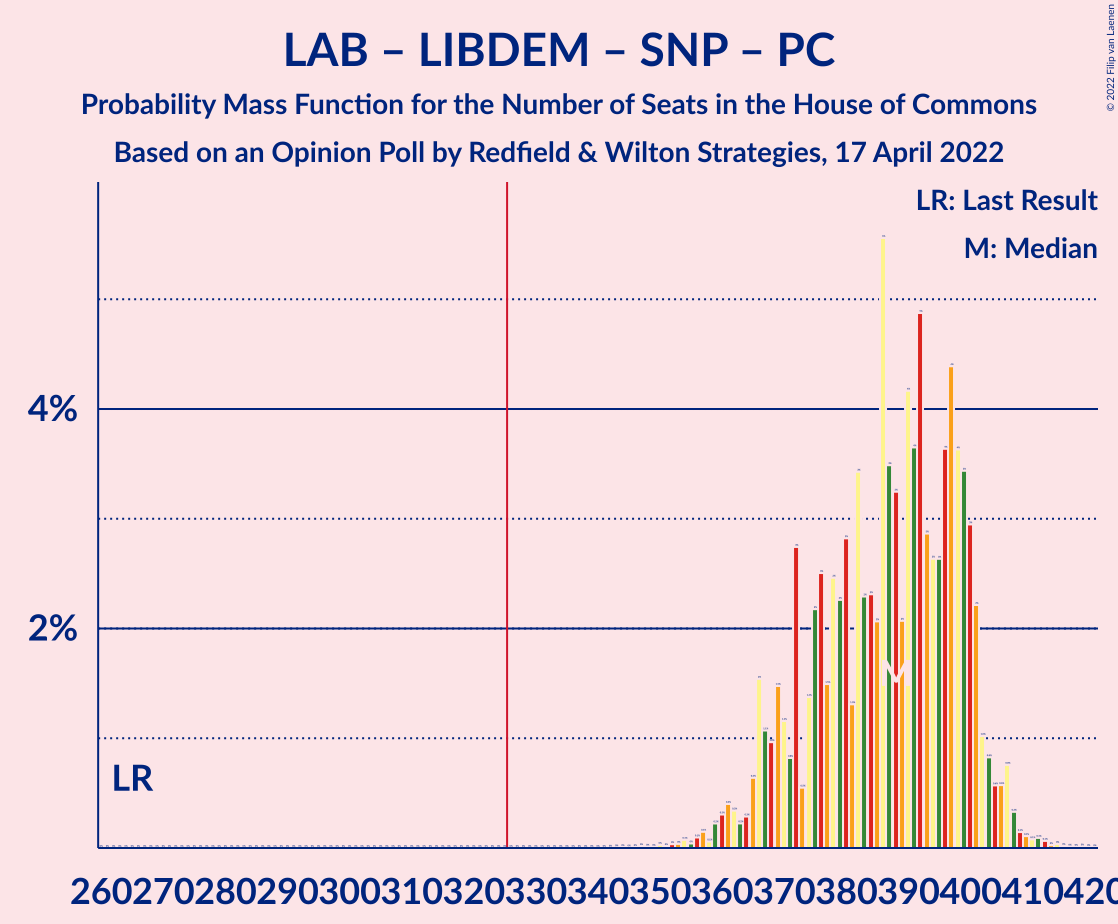 LAB – LIBDEM – SNP – PC
Probability Mass Function for the Number of Seats in the House of Commons
Based on an Opinion Poll by Redfield & Wilton Strategies, 17 April 2022
© 2022 Filip van Laenen
LR: Last Result
M: Median
4%
2%
LR
M
260270280290300310320330340350360370380390400410420